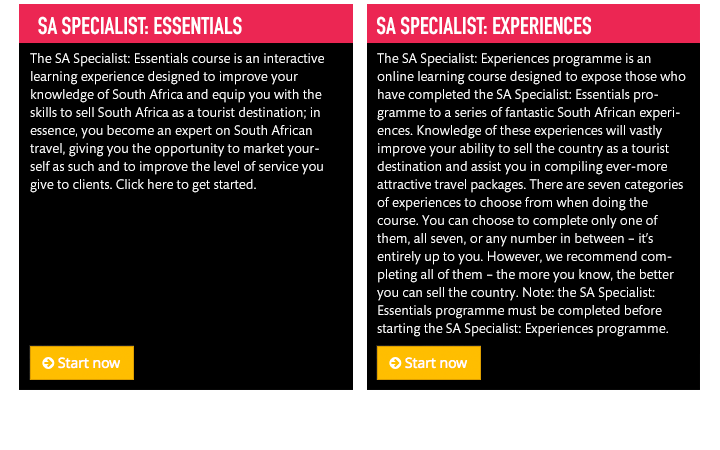 SA SPECIALIST: ESSENTIALS
The SA Specialist: Essentials course is an interactive
learning experience designed to improve your
knowledge of South Africa and equip you with the
skills to sell South Africa as a tourist destination; in
essence, you become an expert on South African
travel, giving you the opportunity to market your-
self as such and to improve the level of service you
give to clients. Click here to get started.
Start now
SA SPECIALIST: EXPERIENCES
The SA Specialist: Experiences programme is an
online learning course designed to expose those who
have completed the SA Specialist: Essentials pro-
gramme to a series of fantastic South African experi-
ences. Knowledge of these experiences will vastly
improve your ability to sell the country as a tourist
destination and assist you in compiling ever-more
attractive travel packages. There are seven categories
of experiences to choose from when doing the
course. You can choose to complete only one of
them, all seven, or any number in between – it's
entirely up to you. However, we recommend com-
pleting all of them – the more you know, the better
you can sell the country. Note: the SA Specialist:
Essentials programme must be completed before
starting the SA Specialist: Experiences programme.
Start now